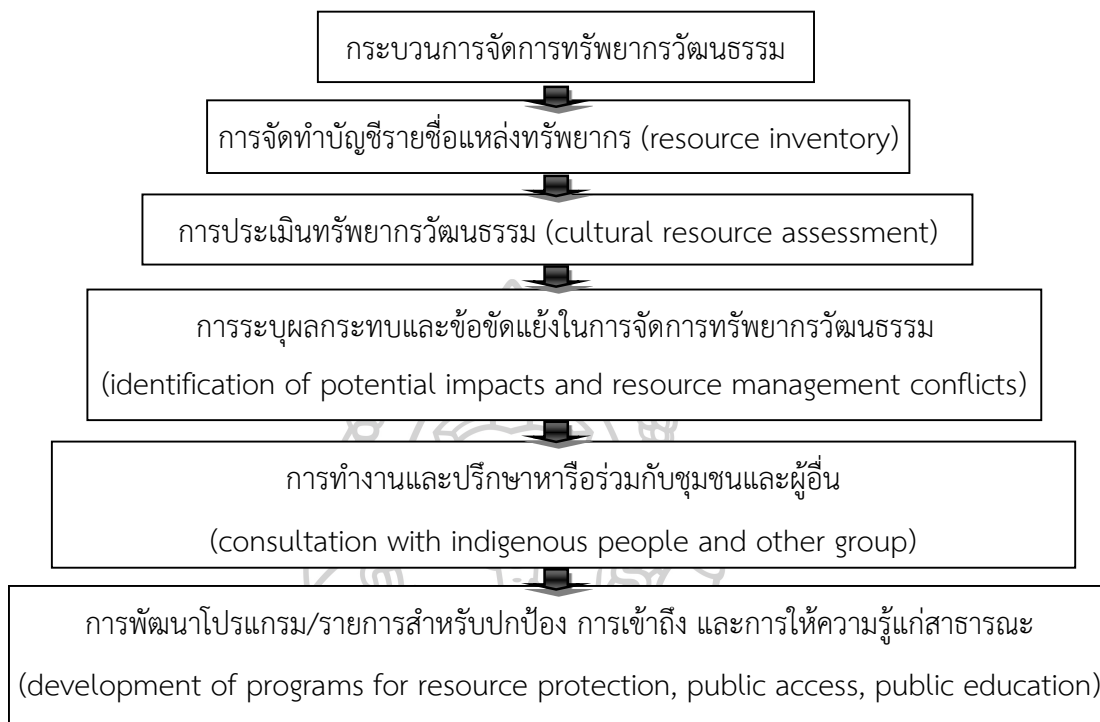 กระบวนการจัดการทรัพยากรวัฒนธรรม
การจัดทำบัญชีรายชื่อแหล่งทรัพยากร (resource inventory)
การประเมินทรัพยากรวัฒนธรรม (cultural resource assessment)
การระบุผลกระทบและข้อขัดแย้งในการจัดการทรัพยากรวัฒนธรรม
(identification of potential impacts and resource management conflicts)
การทำงานและปรึกษาหารือร่วมกับชุมชนและผู้อื่น
(consultation with indigenous people and other group)
การพัฒนาโปรแกรม/รายการสำหรับปกป้อง การเข้าถึง และการให้ความรู้แก่สาธารณะ
(development of programs for resource protection, public access, public education)